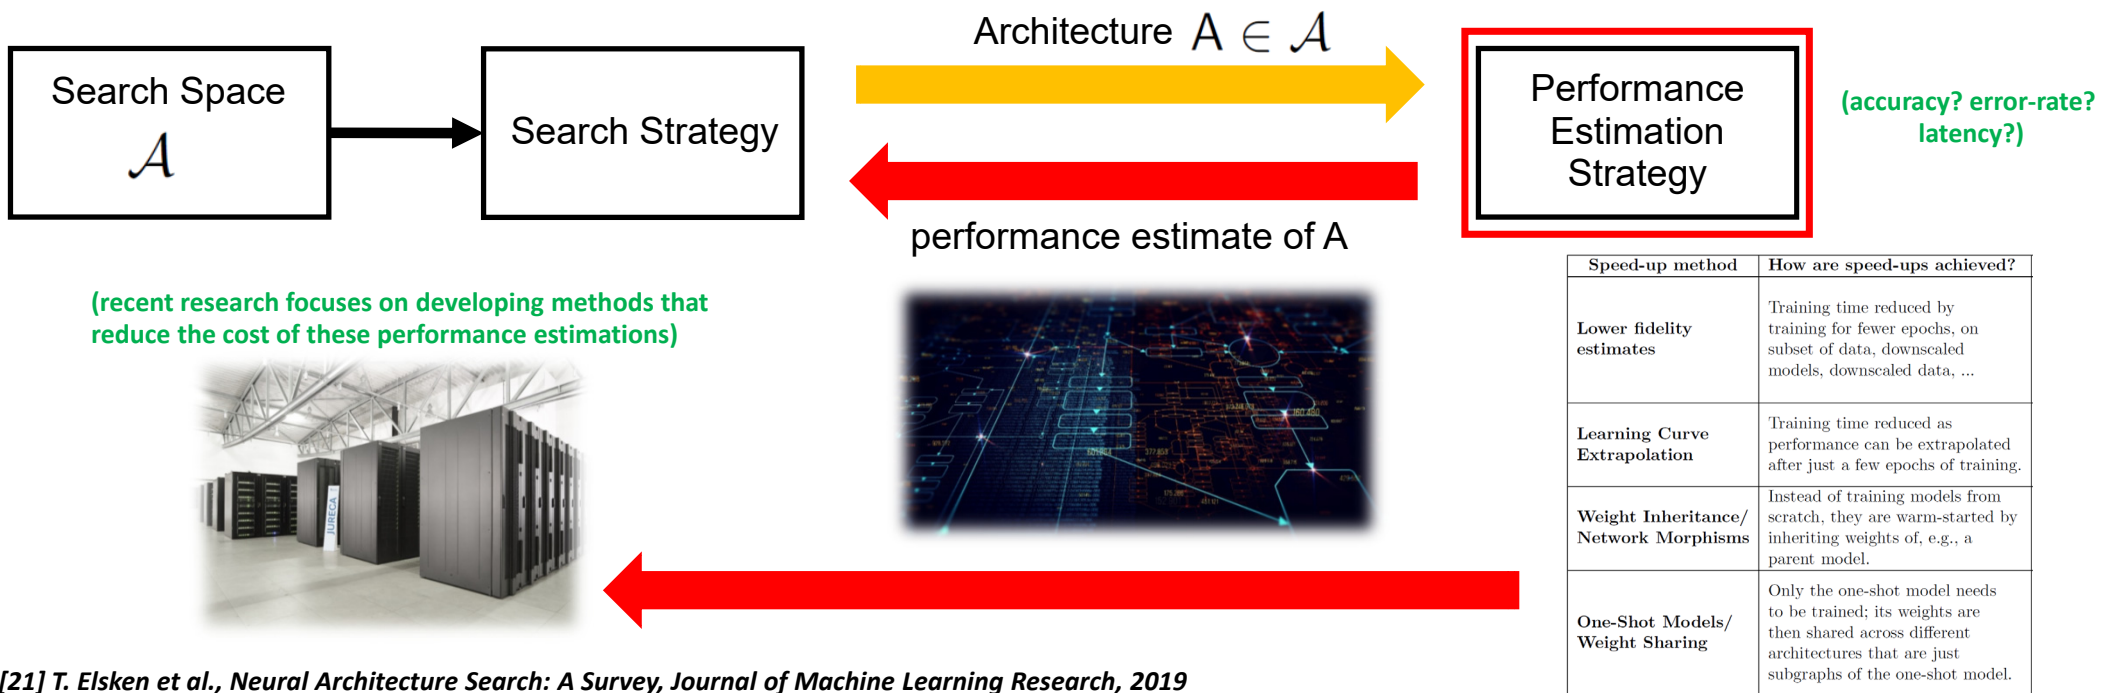 Architecture A ∈ 𝒜
Search Space
𝒜
Search Strategy
Performance
Estimation
Strategy
(accuracy? error-rate?
latency?)
performance estimate of A
(recent research focuses on developing methods that
reduce the cost of these performance estimations)
JURECA
Speed-up method How are speed-ups achieved?
Lower fidelity
estimates
Training time reduced by
training for fewer epochs, on
subset of data, downscaled
models, downscaled data, ...
Learning Curve
Extrapolation
Training time reduced as
performance can be extrapolated
after just a few epochs of training.
Weight Inheritance/
Network Morphisms
Instead of training models from
scratch, they are warm-started by
inheriting weights of, e.g., a
parent model.
One-Shot Models/
Weight Sharing
Only the one-shot model needs
to be trained; its weights are
then shared across different
architectures that are just
subgraphs of the one-shot model.
[21] T. Elsken et al., Neural Architecture Search: A Survey, Journal of Machine Learning Research, 2019